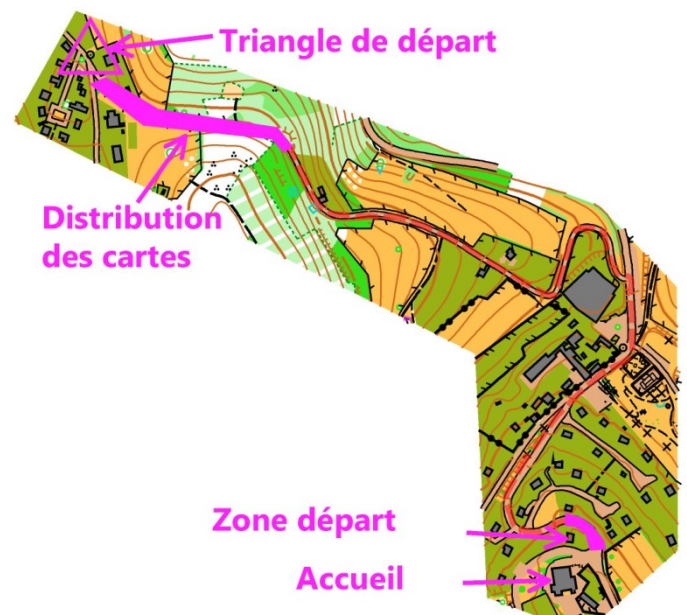 Triangle de départ
Distribution
des cartes
Zone départ
Accueil